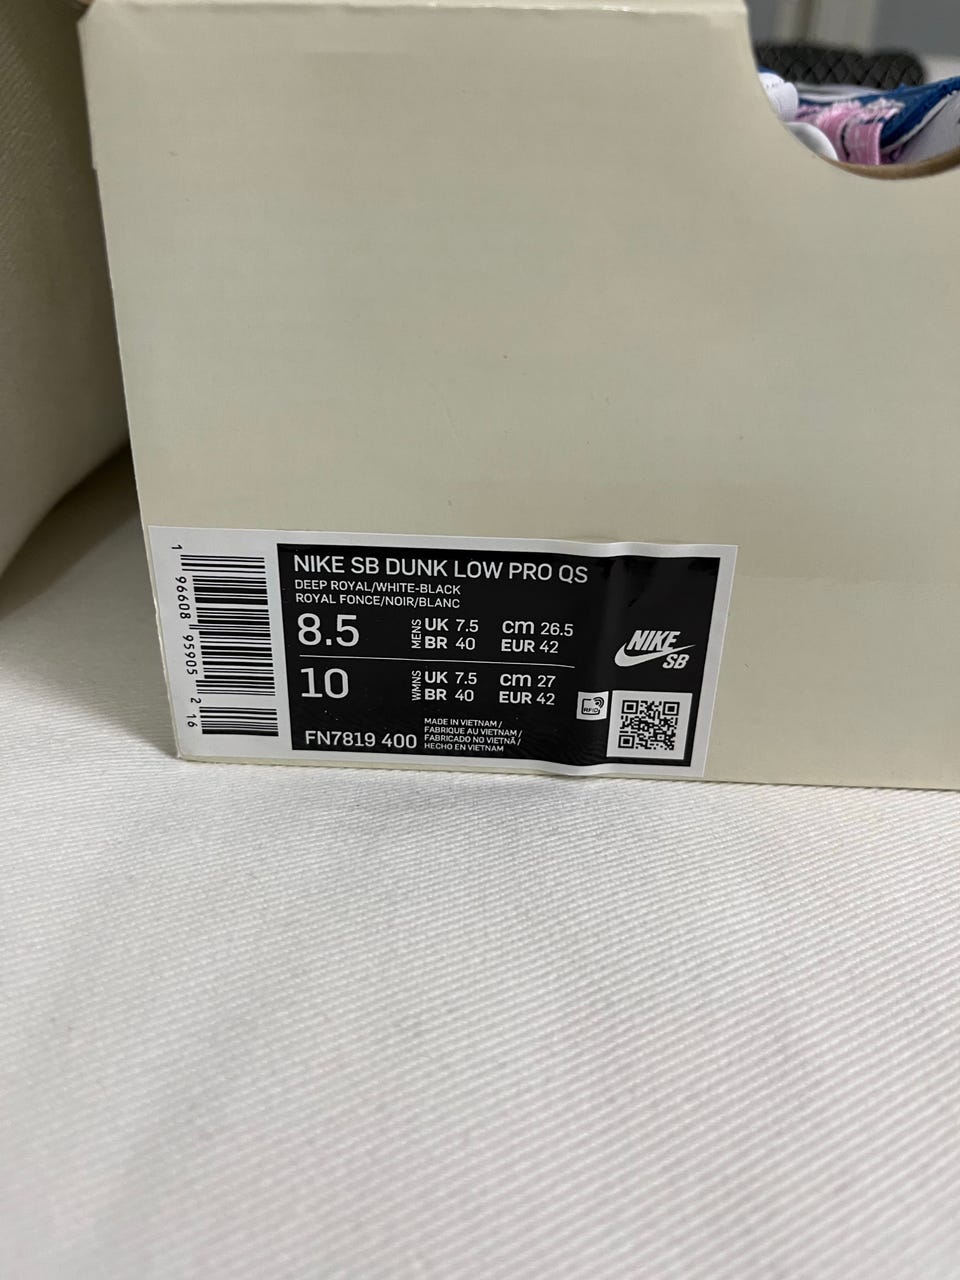 1 96608 95905 2 16
NIKE SB DUNK LOW PRO QS
DEEP ROYAL/WHITE-BLACK
ROYAL FONCE/NOIR/BLANC
8.5 MENS UK 7.5 cm 26.5
BR 40 EUR 42
10 WMNS UK 7.5 cm 27
BR 40 EUR 42
FN7819 400
MADE IN VIETNAM /
FABRIQUE AU VIETNAM /
FABRICADO NO VIETNÃ /
HECHO EN VIETNAM
NIKE
SB
RFID